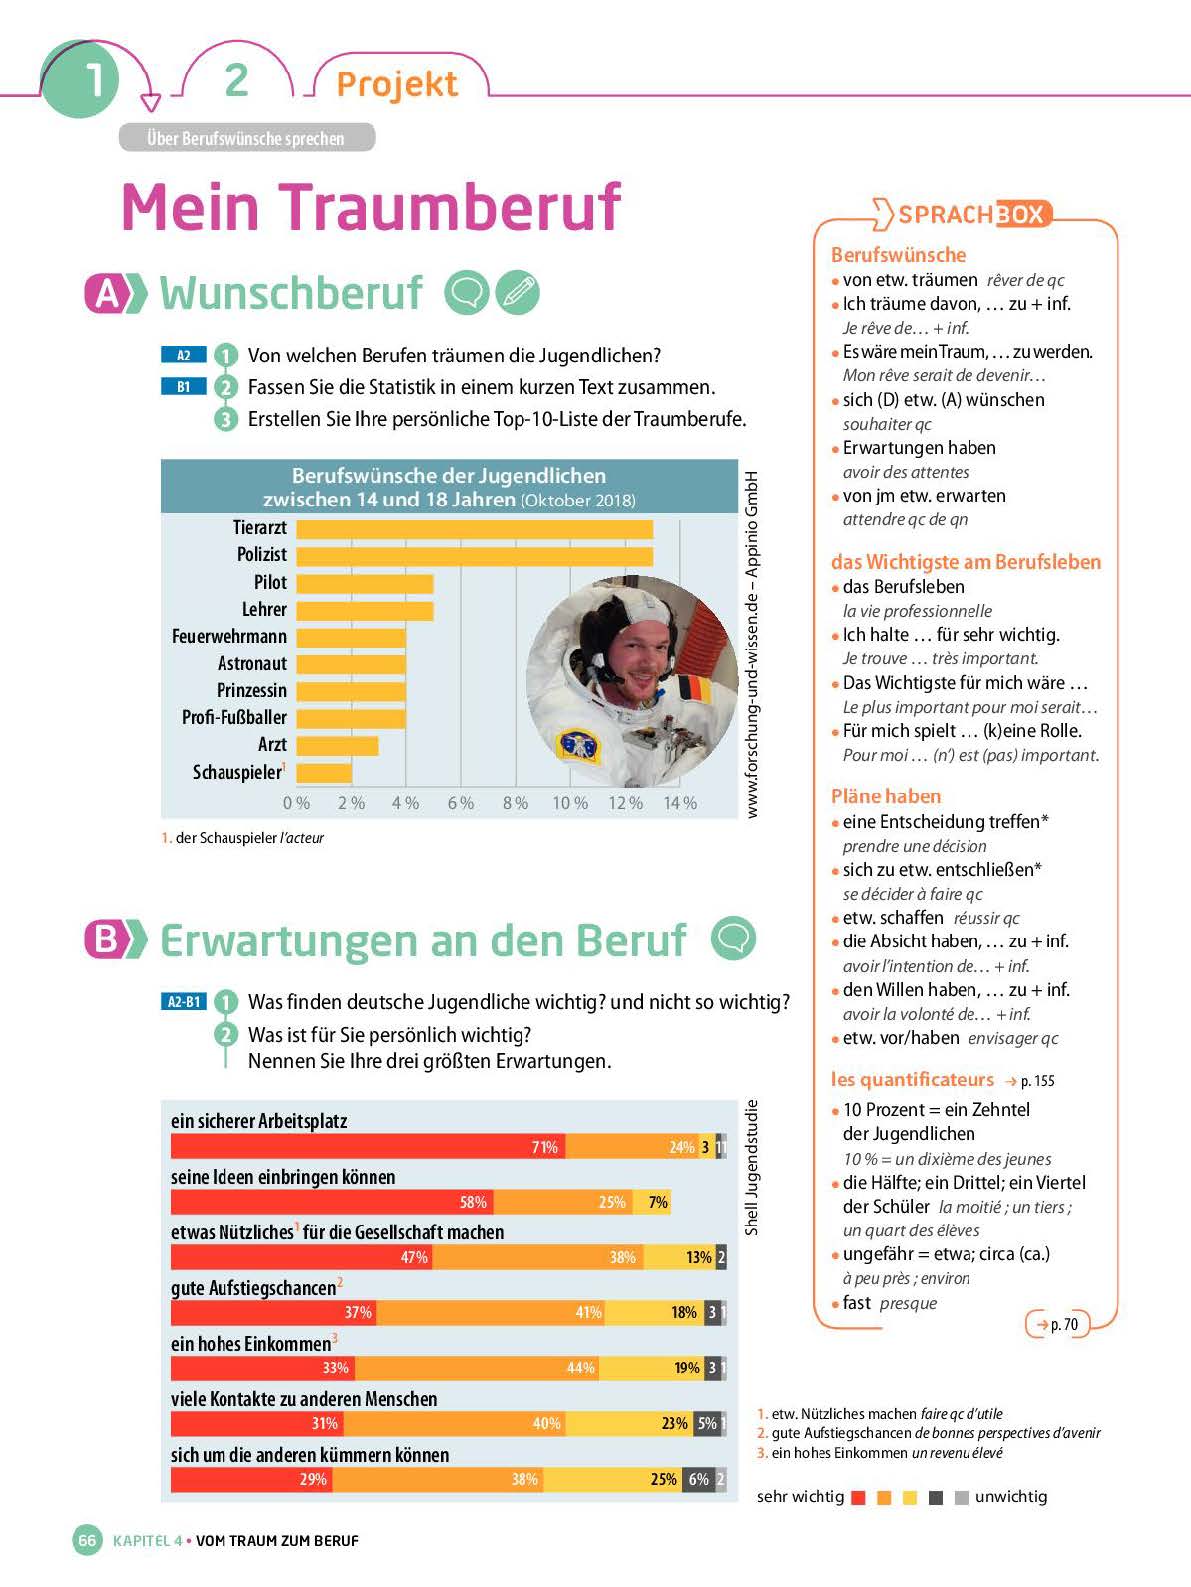 1
2
Projekt
Über Berufswünsche sprechen
Mein Traumberuf
A Wunschberuf
A2 1 Von welchen Berufen träumen die Jugendlichen?
B1 2 Fassen Sie die Statistik in einem kurzen Text zusammen.
3 Erstellen Sie Ihre persönliche Top-10-Liste der Traumberufe.
Berufswünsche der Jugendlichen
zwischen 14 und 18 Jahren (Oktober 2018)
Tierarzt
Polizist
Pilot
Lehrer
Feuerwehrmann
Astronaut
Prinzessin
Profi-Fußballer
Arzt
Schauspieler1
0 % 2 % 4 % 6 % 8 % 10 % 12 % 14 %
www.forschung-und-wissen.de – Appinio GmbH
1. der Schauspieler l'acteur
B Erwartungen an den Beruf
A2-B1 1 Was finden deutsche Jugendliche wichtig? und nicht so wichtig?
2 Was ist für Sie persönlich wichtig?
Nennen Sie Ihre drei größten Erwartungen.
ein sicherer Arbeitsplatz
71% 24% 3 1 1
seine Ideen einbringen können
58% 25% 7%
etwas Nützliches1 für die Gesellschaft machen
47% 38% 13% 2
gute Aufstiegschancen2
37% 41% 18% 3 1
ein hohes Einkommen3
33% 44% 19% 3 1
viele Kontakte zu anderen Menschen
31% 40% 23% 5% 1
sich um die anderen kümmern können
29% 38% 25% 6% 2
Shell Jugendstudie
SPRACHBOX
Berufswünsche
• von etw. träumen rêver de qc
• Ich träume davon, … zu + inf.
Je rêve de… + inf.
• Es wäre mein Traum, … zu werden.
Mon rêve serait de devenir…
• sich (D) etw. (A) wünschen
souhaiter qc
• Erwartungen haben
avoir des attentes
• von jm etw. erwarten
attendre qc de qn
das Wichtigste am Berufsleben
• das Berufsleben
la vie professionnelle
• Ich halte … für sehr wichtig.
Je trouve … très important.
• Das Wichtigste für mich wäre …
Le plus important pour moi serait…
• Für mich spielt … (k)eine Rolle.
Pour moi … (n') est (pas) important.
Pläne haben
• eine Entscheidung treffen*
prendre une décision
• sich zu etw. entschließen*
se décider à faire qc
• etw. schaffen réussir qc
• die Absicht haben, … zu + inf.
avoir l'intention de… + inf.
• den Willen haben, … zu + inf.
avoir la volonté de… + inf.
• etw. vor/haben envisager qc
les quantificateurs → p. 155
• 10 Prozent = ein Zehntel
der Jugendlichen
10 % = un dixième des jeunes
• die Hälfte; ein Drittel; ein Viertel
der Schüler la moitié ; un tiers ;
un quart des élèves
• ungefähr = etwa; circa (ca.)
à peu près ; environ
• fast presque
→ p. 70
1. etw. Nützliches machen faire qc d'utile
2. gute Aufstiegschancen de bonnes perspectives d'avenir
3. ein hohes Einkommen un revenu élevé
sehr wichtig unwichtig
66 KAPITEL 4 • VOM TRAUM ZUM BERUF